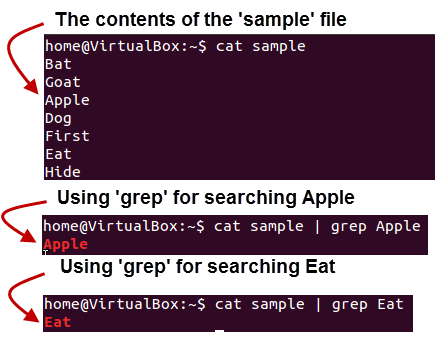 The contents of the 'sample' file
home@VirtualBox:~$ cat sample
Bat
Goat
Apple
Dog
First
Eat
Hide
Using 'grep' for searching Apple
home@VirtualBox:~$ cat sample | grep Apple
Apple
Using 'grep' for searching Eat
home@VirtualBox:~$ cat sample | grep Eat
Eat